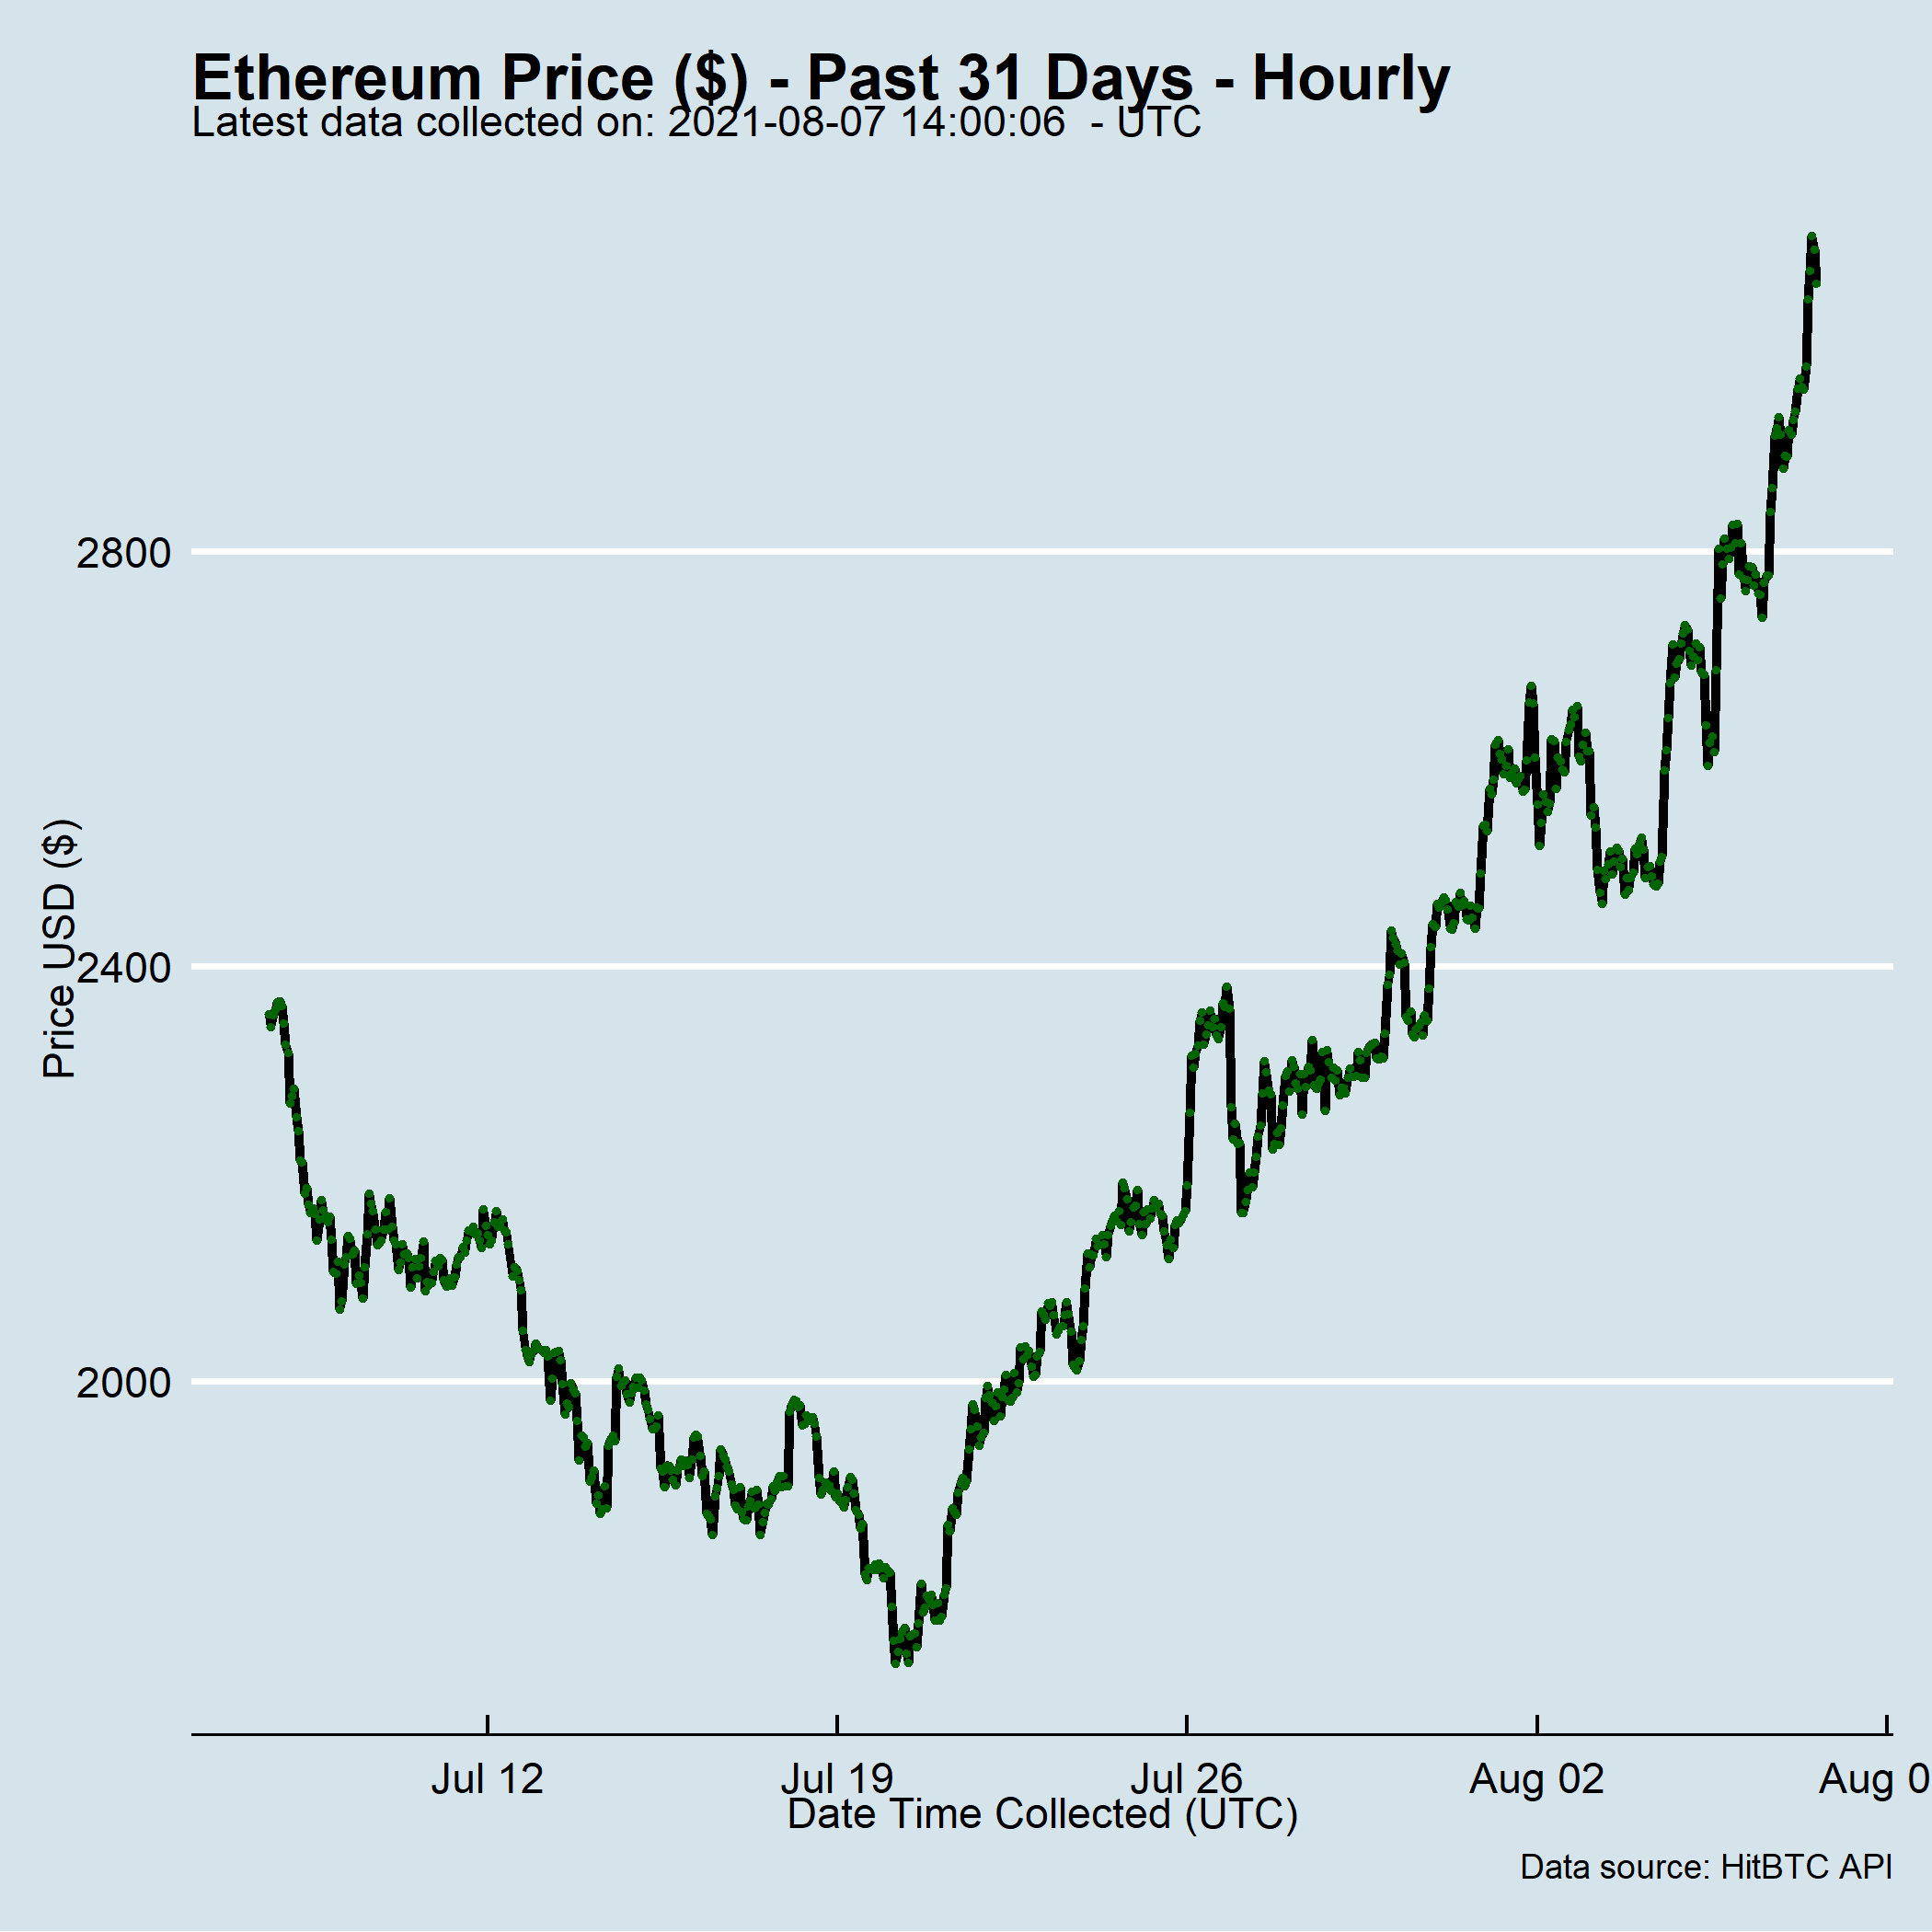 Ethereum Price ($) - Past 31 Days - Hourly
Latest data collected on: 2021-08-07 14:00:06  - UTC
Price USD ($)
2800
2400
2000
Jul 12
Jul 19
Jul 26
Aug 02
Aug 0
Date Time Collected (UTC)
Data source: HitBTC API